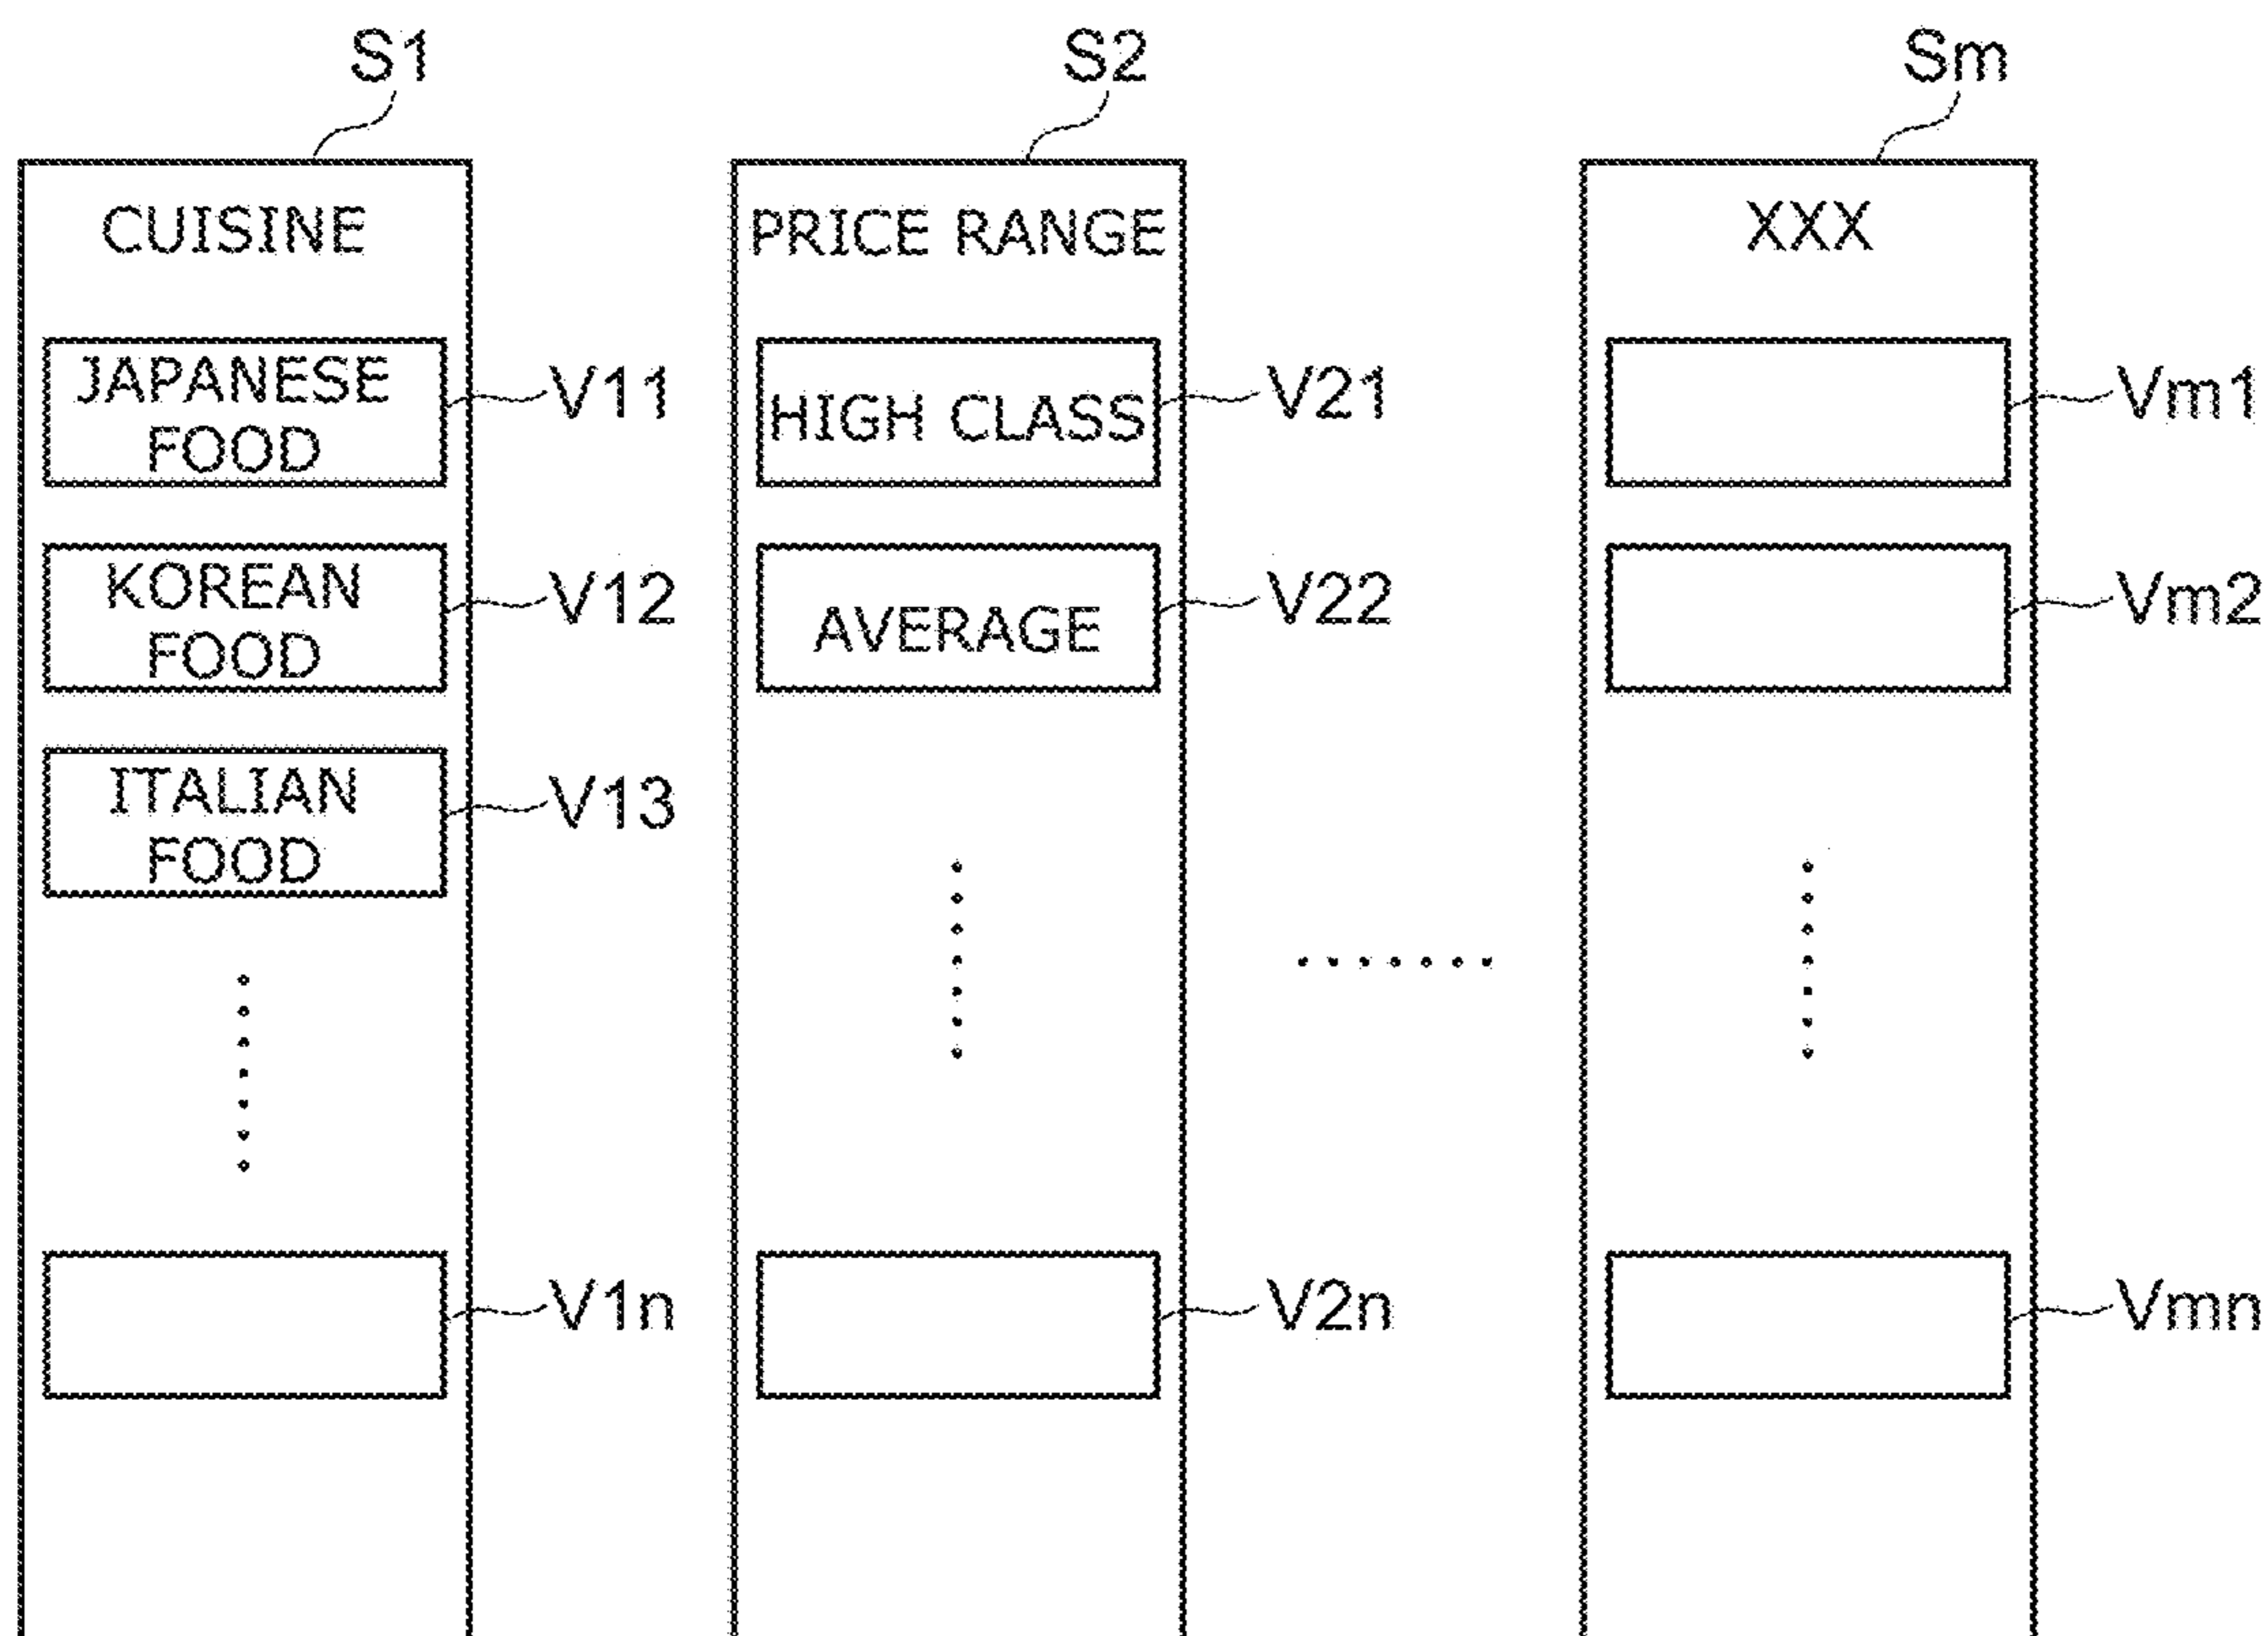 S1
S2
Sm
CUISINE
PRICE RANGE
XXX
JAPANESE
FOOD
V11
HIGH CLASS
V21
Vm1
KOREAN
FOOD
V12
AVERAGE
V22
Vm2
ITALIAN
FOOD
V13
V1n
V2n
Vmn